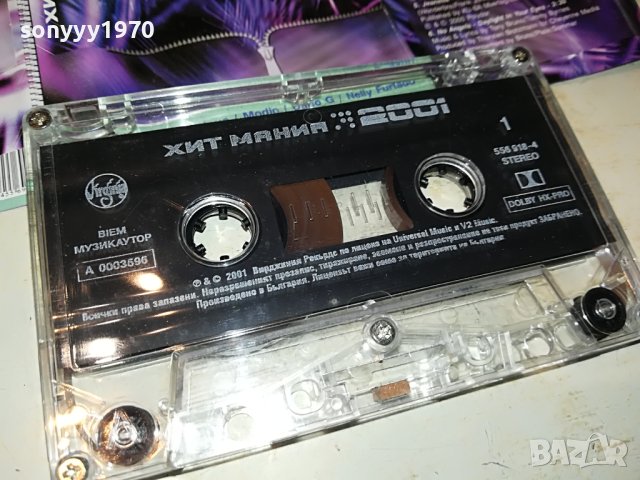 sonyyy1970
Nelly Furtado
ХИТ МАНИЯ 2001
1
556 918-4
STEREO
DOLBY HX-PRO
BIEM
МУЗИКАУТОР
A 0003596
℗ & © 2001 Вирджиния Рекърдс по лиценз на Universal Music и V2 Music.
Всички права запазени. Неразрешеният презапис, тиражиране, заемане и разпространение на този продукт ЗАБРАНЕНО.
Произведено в България. Лицензът важи само за територията на България.
BAZAR